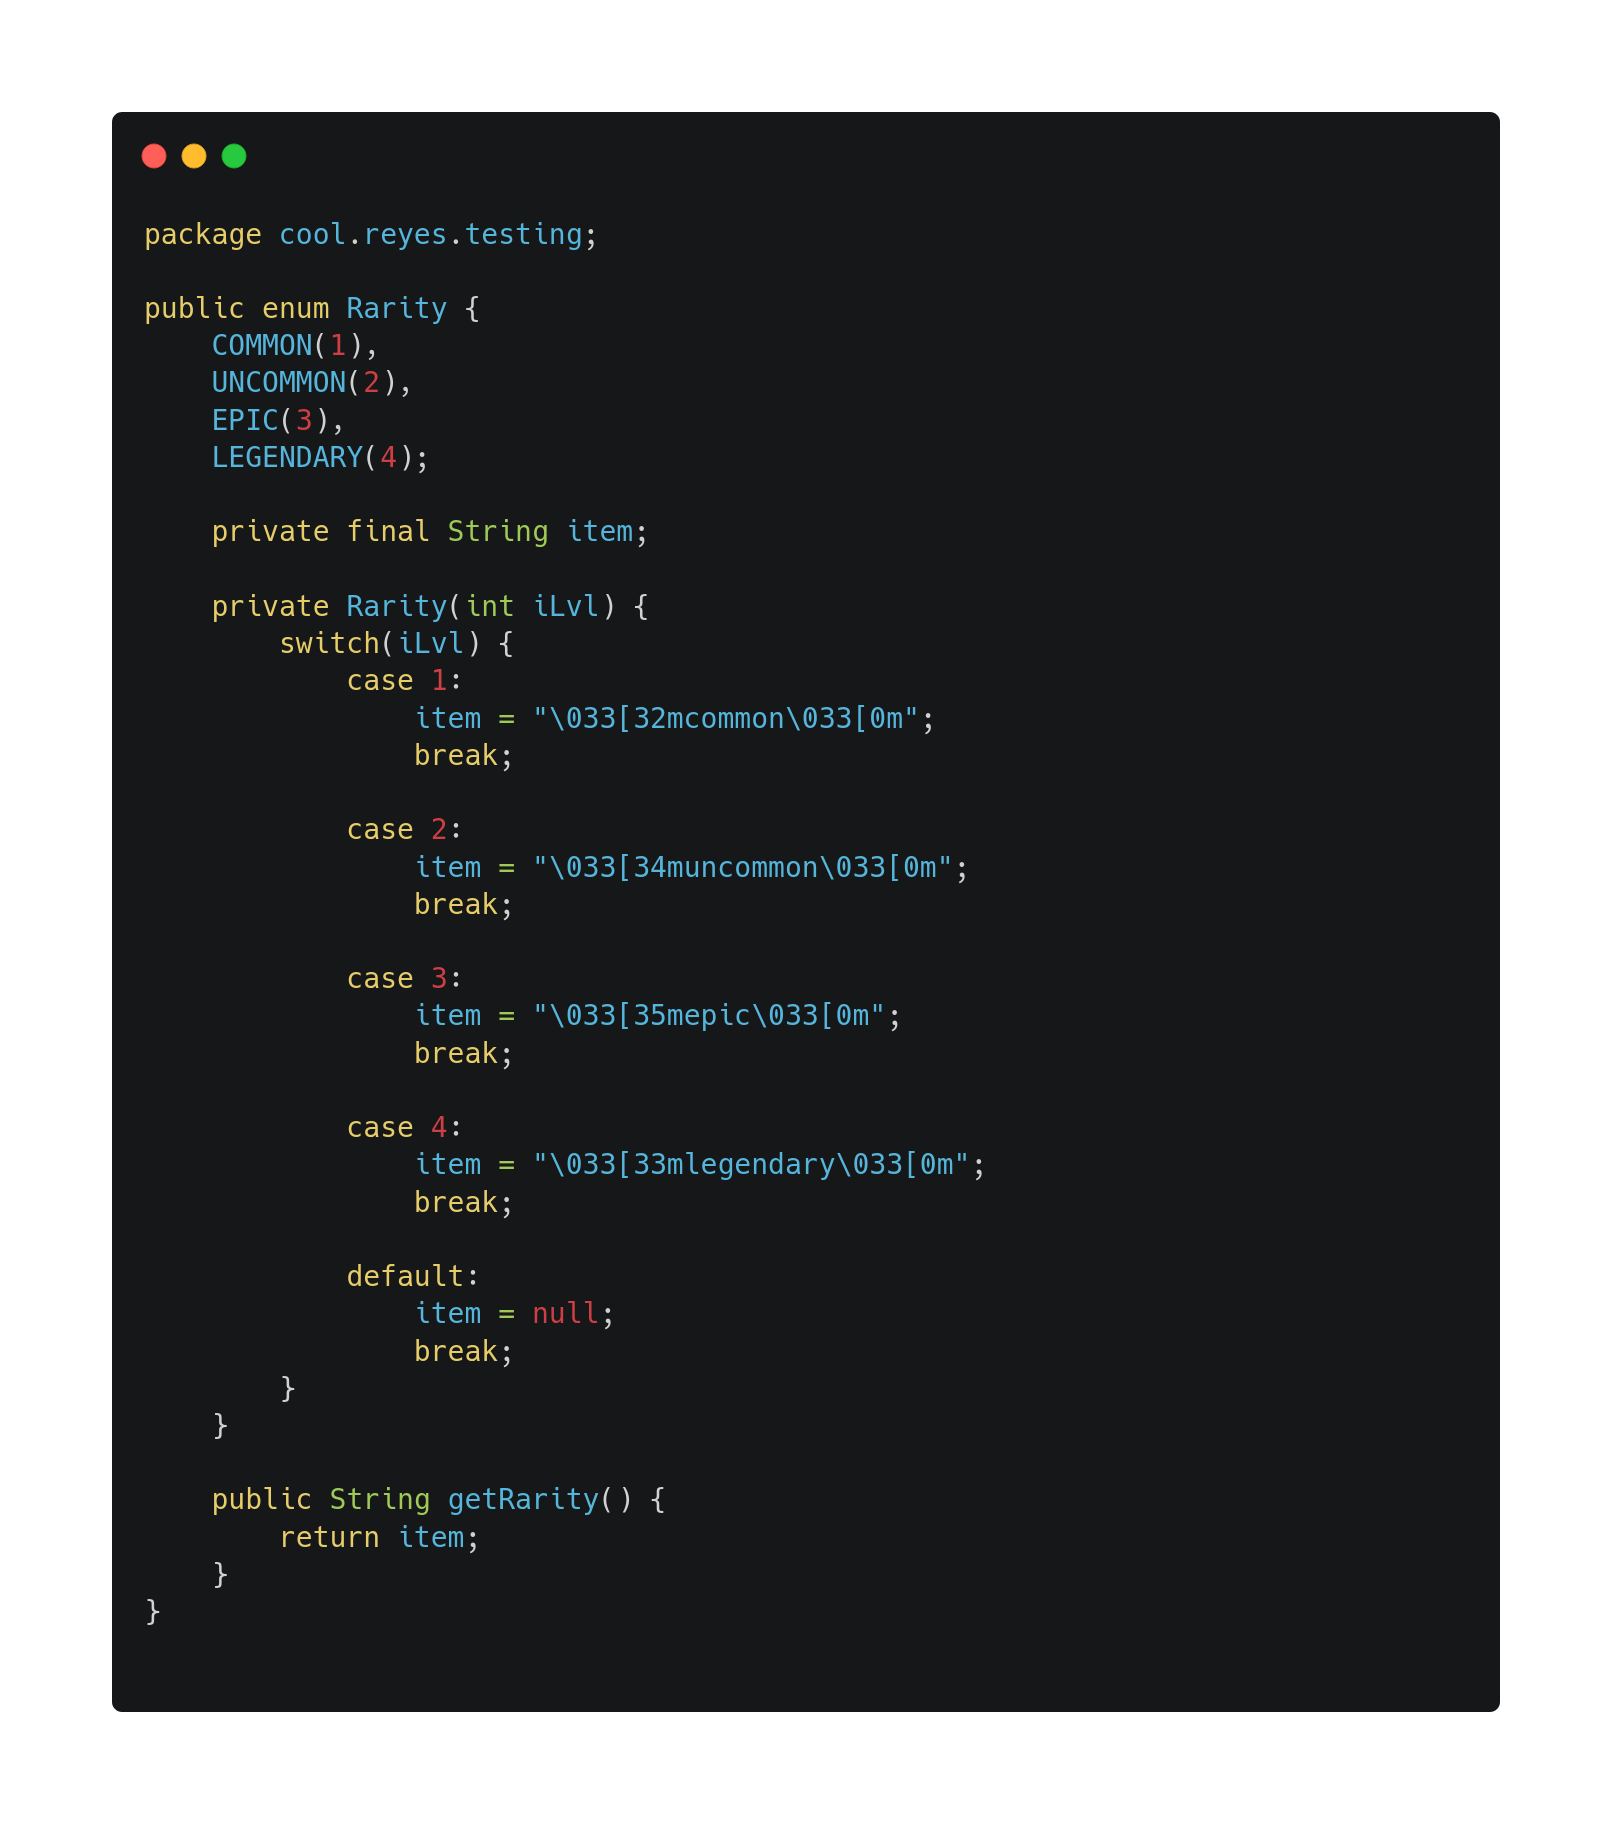 package cool.reyes.testing;

public enum Rarity {
    COMMON(1),
    UNCOMMON(2),
    EPIC(3),
    LEGENDARY(4);

    private final String item;

    private Rarity(int iLvl) {
        switch(iLvl) {
            case 1:
                item = "\033[32mcommon\033[0m";
                break;

            case 2:
                item = "\033[34muncommon\033[0m";
                break;

            case 3:
                item = "\033[35mepic\033[0m";
                break;

            case 4:
                item = "\033[33mlegendary\033[0m";
                break;

            default:
                item = null;
                break;
        }
    }

    public String getRarity() {
        return item;
    }
}